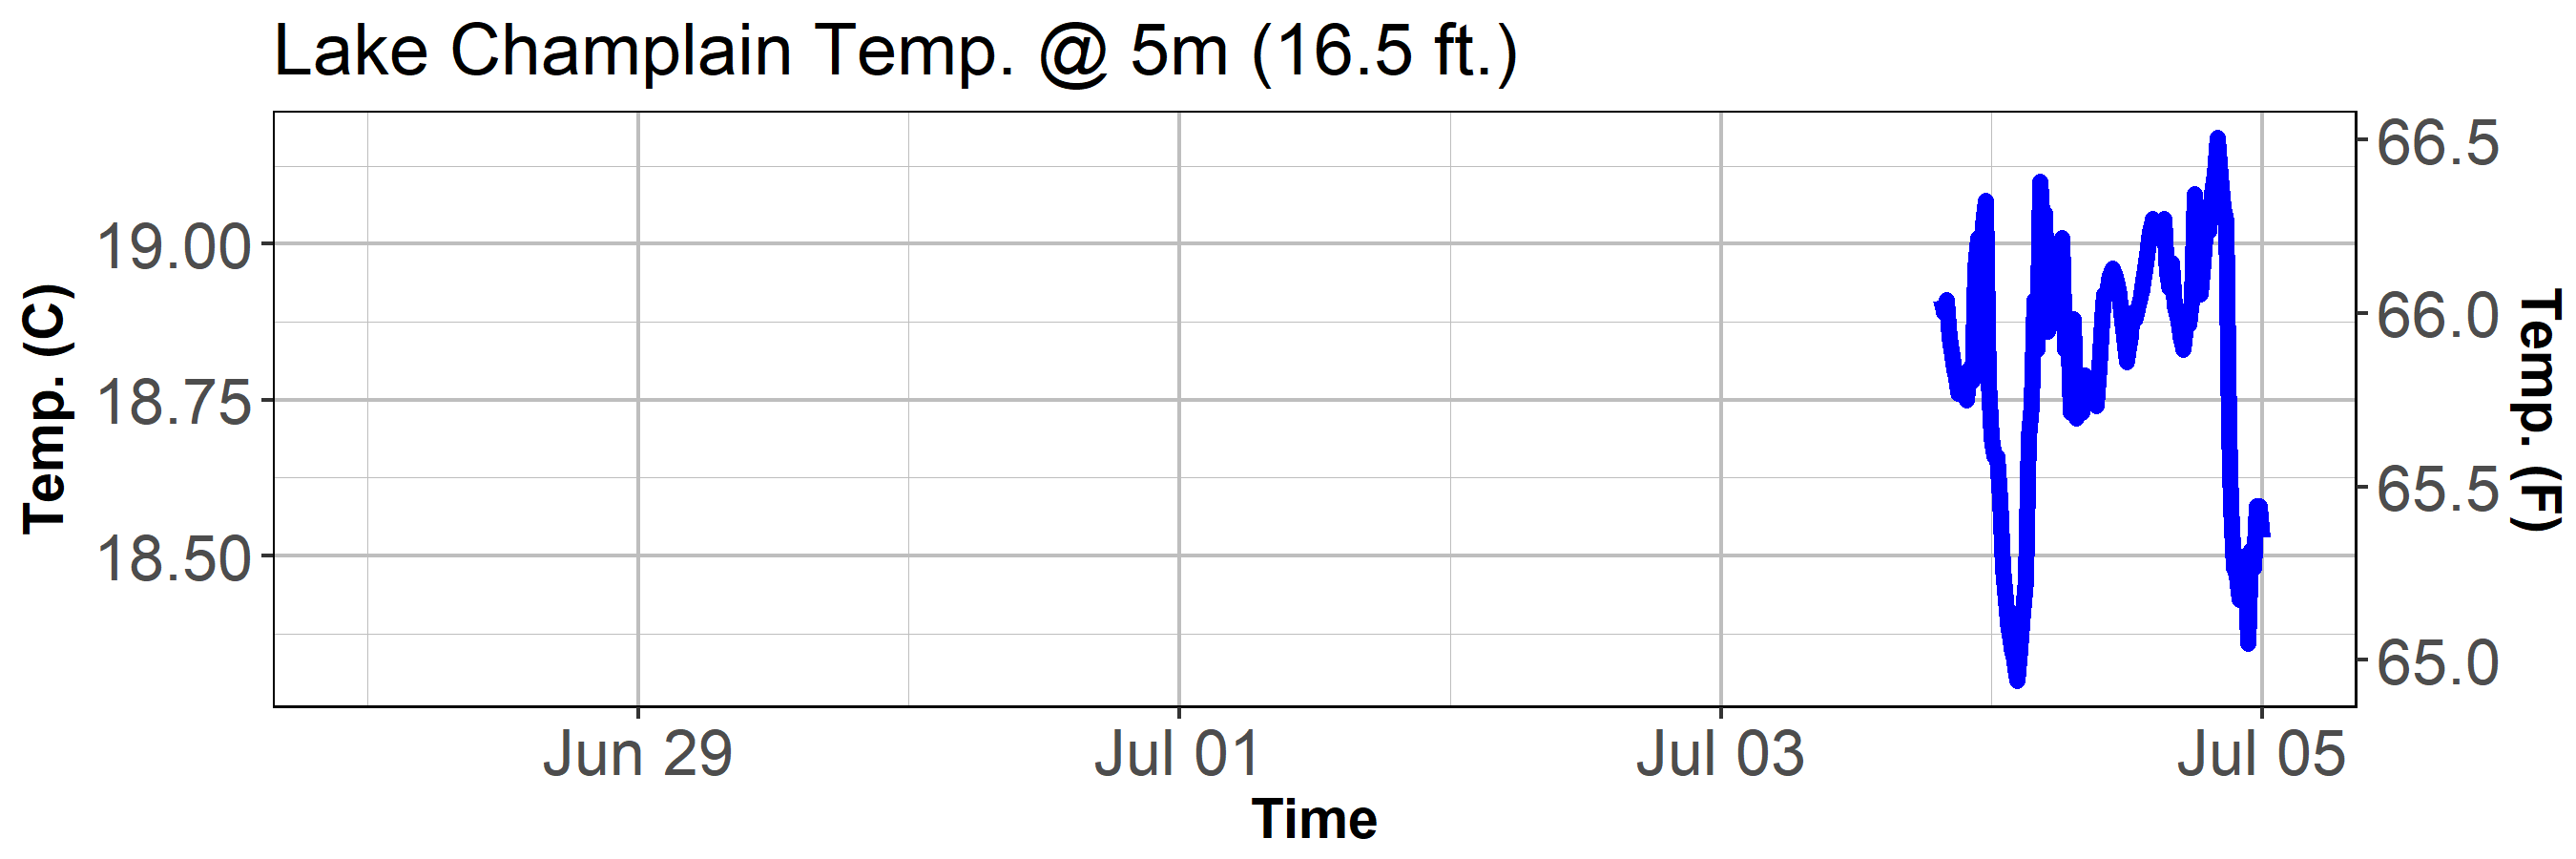 Lake Champlain Temp. @ 5m (16.5 ft.)
Temp. (C)
19.00
18.75
18.50
66.5
66.0
65.5
65.0
Temp. (F)
Jun 29
Jul 01
Jul 03
Jul 05
Time